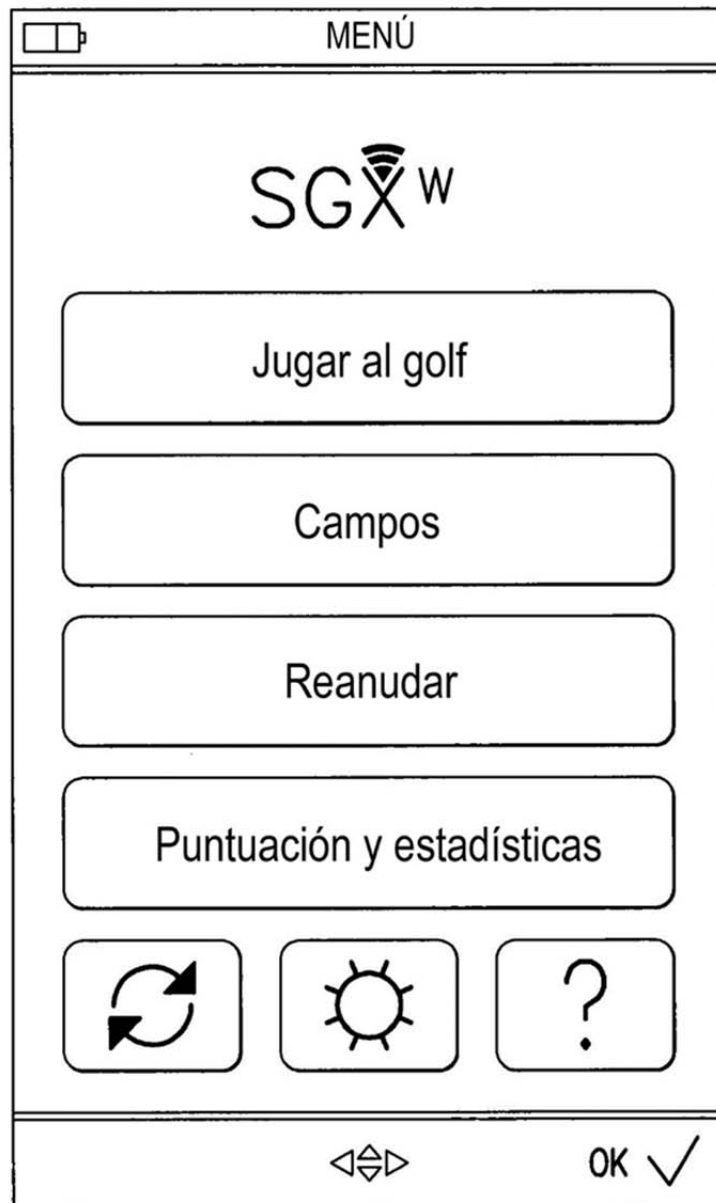 MENÚ
SGX W
Jugar al golf
Campos
Reanudar
Puntuación y estadísticas
?
OK